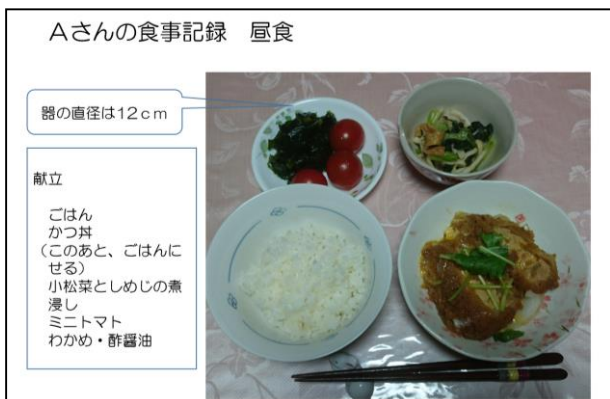 Aさんの食事記録 昼食
器の直径は12cm
献立
ごはん
かつ丼
(このあと、ごはんに
せる)
小松菜としめじの煮
浸し
ミニトマト
わかめ・酢醤油